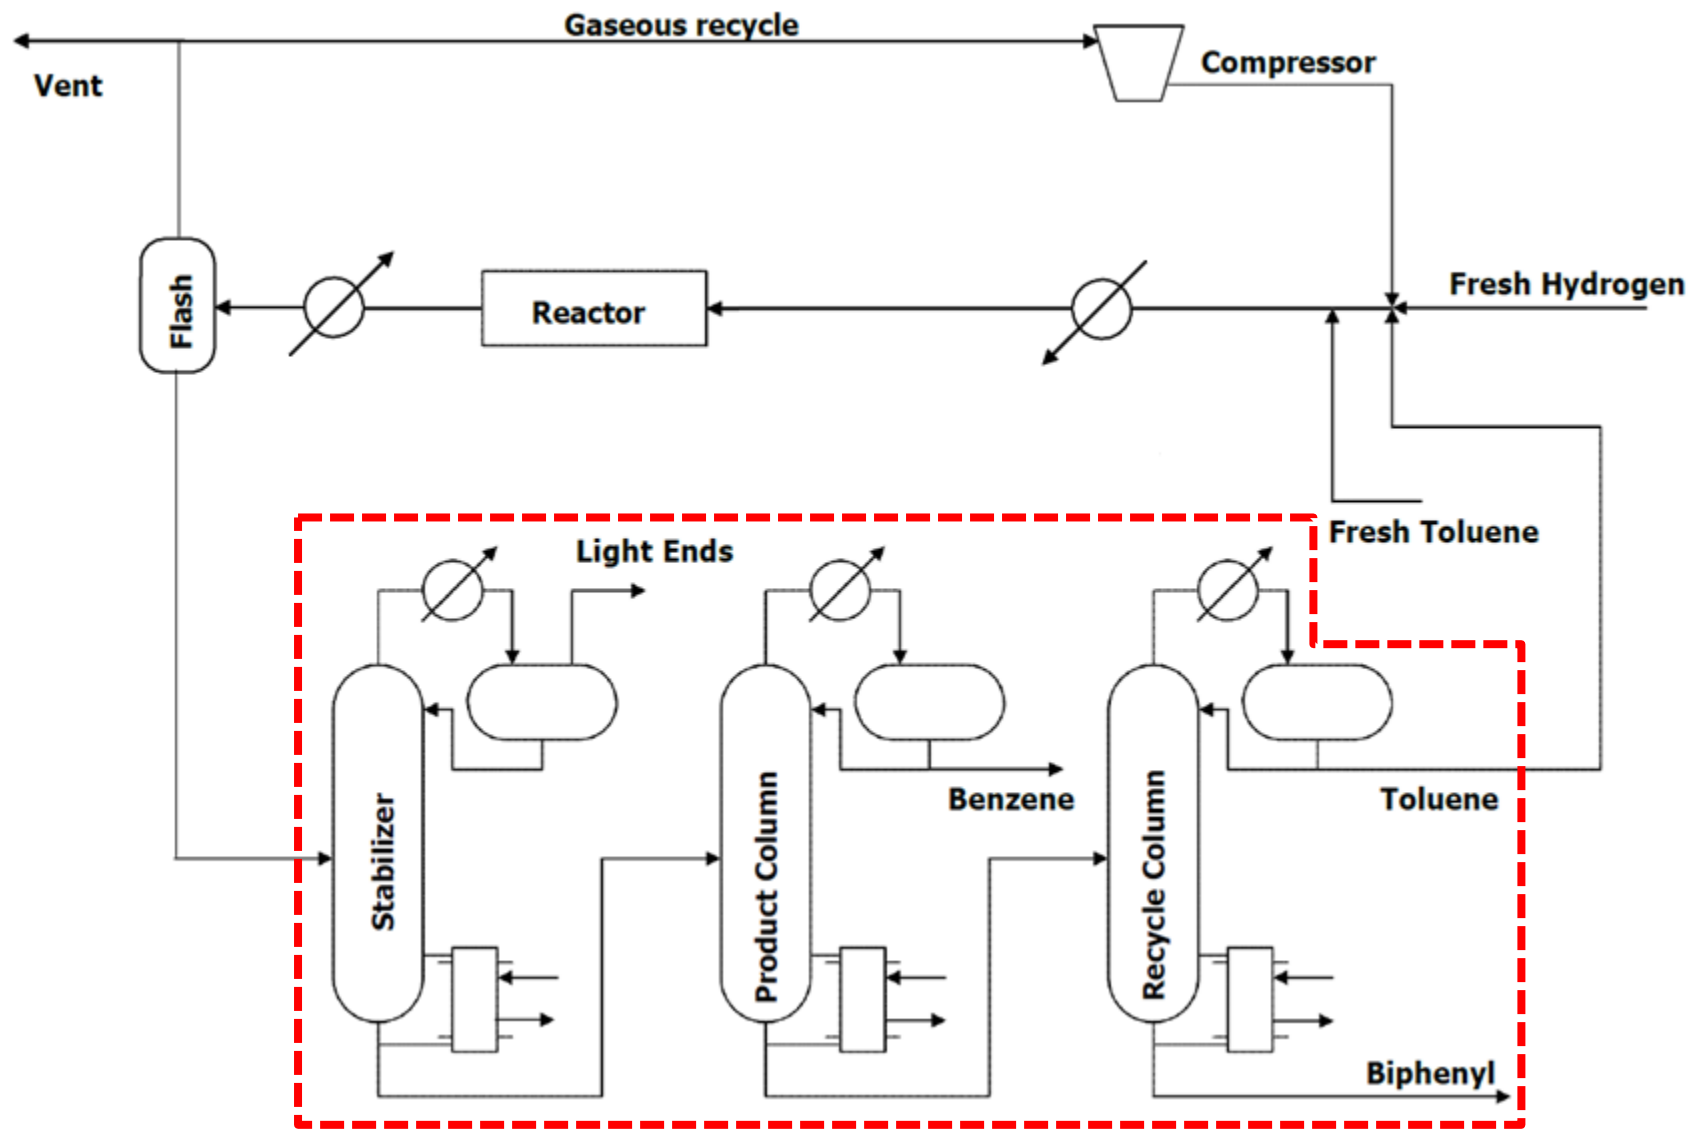 Gaseous recycle
Vent
Compressor
Flash
Reactor
Fresh Hydrogen
Fresh Toluene
Light Ends
Stabilizer
Product Column
Benzene
Recycle Column
Toluene
Biphenyl